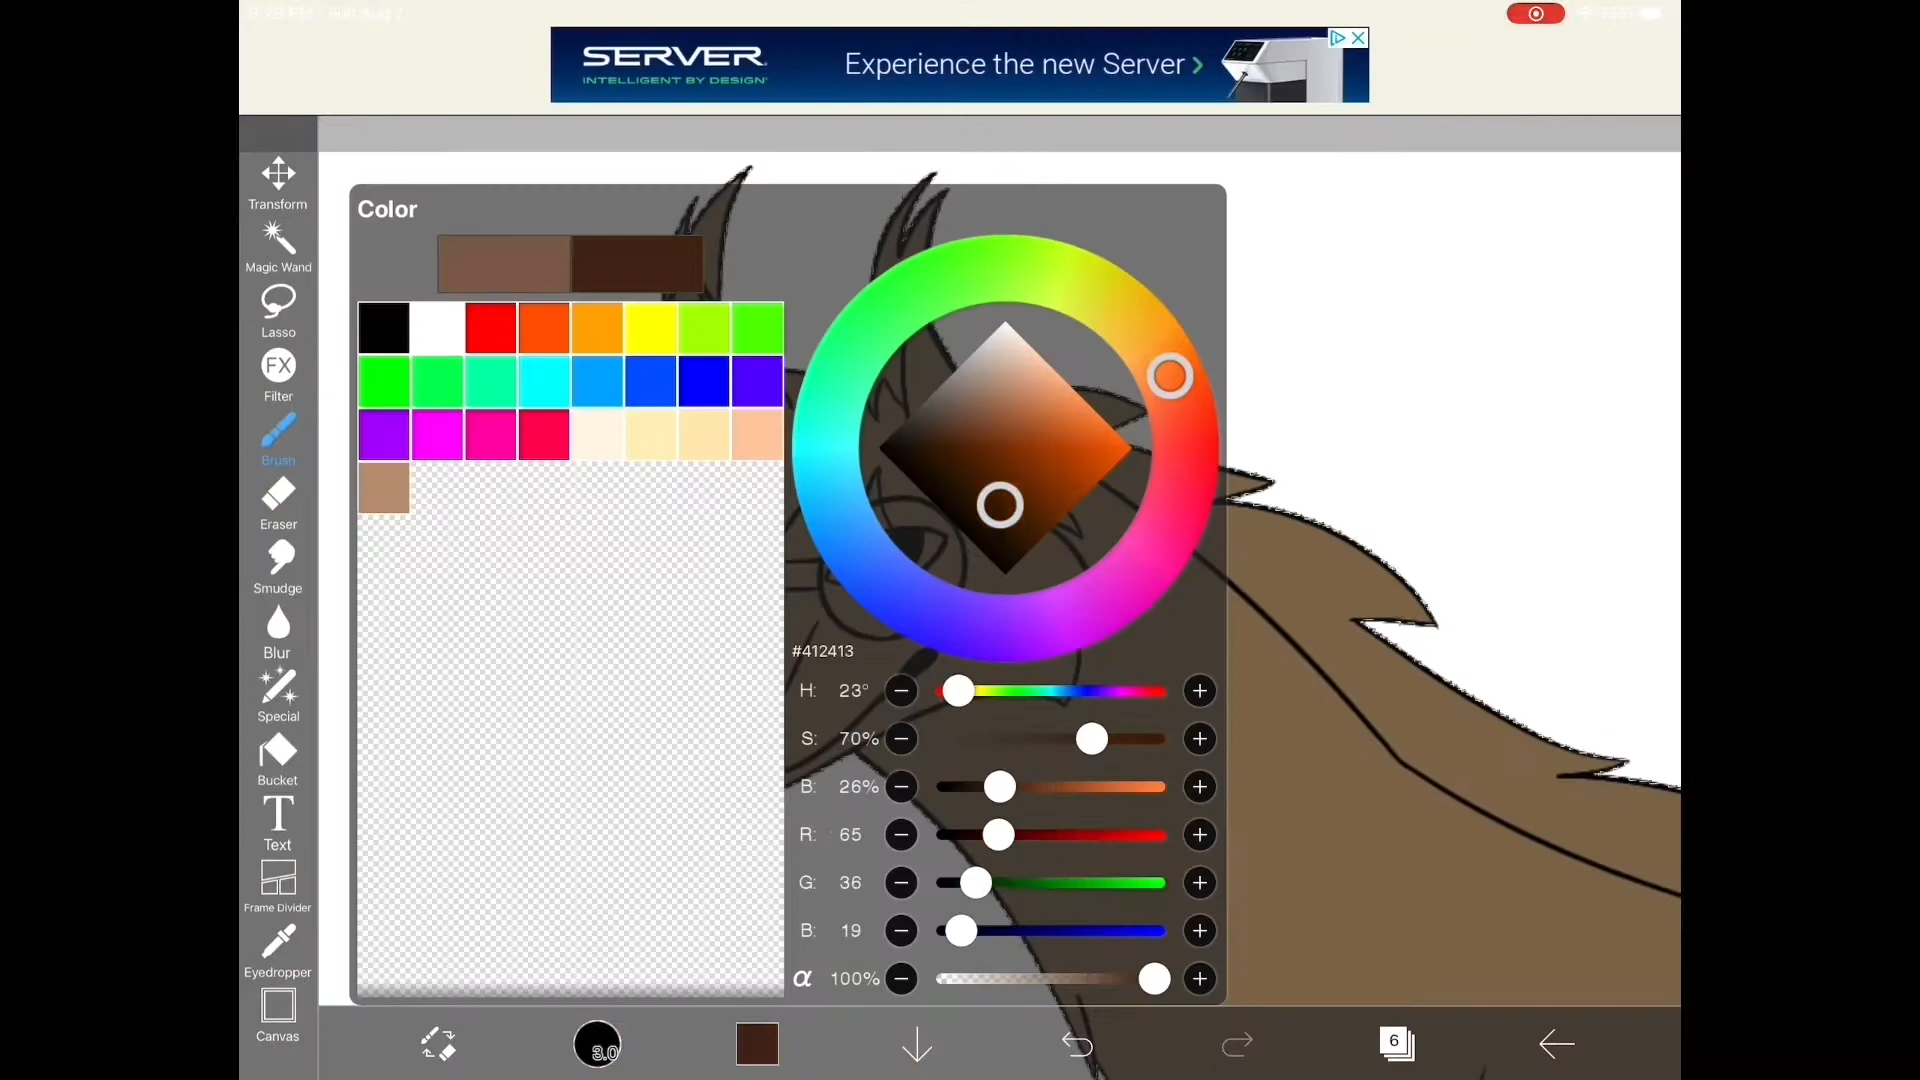 SERVER
INTELLIGENT BY DESIGN
Experience the new Server
Transform
Magic Wand
Lasso
FX
Filter
Brush
Eraser
Smudge
Blur
Special
Bucket
T
Text
Frame Divider
Eyedropper
Canvas
Color
#412413
H: 23°
S: 70%
B: 26%
R: 65
G: 36
B: 19
α 100%
3.0
6